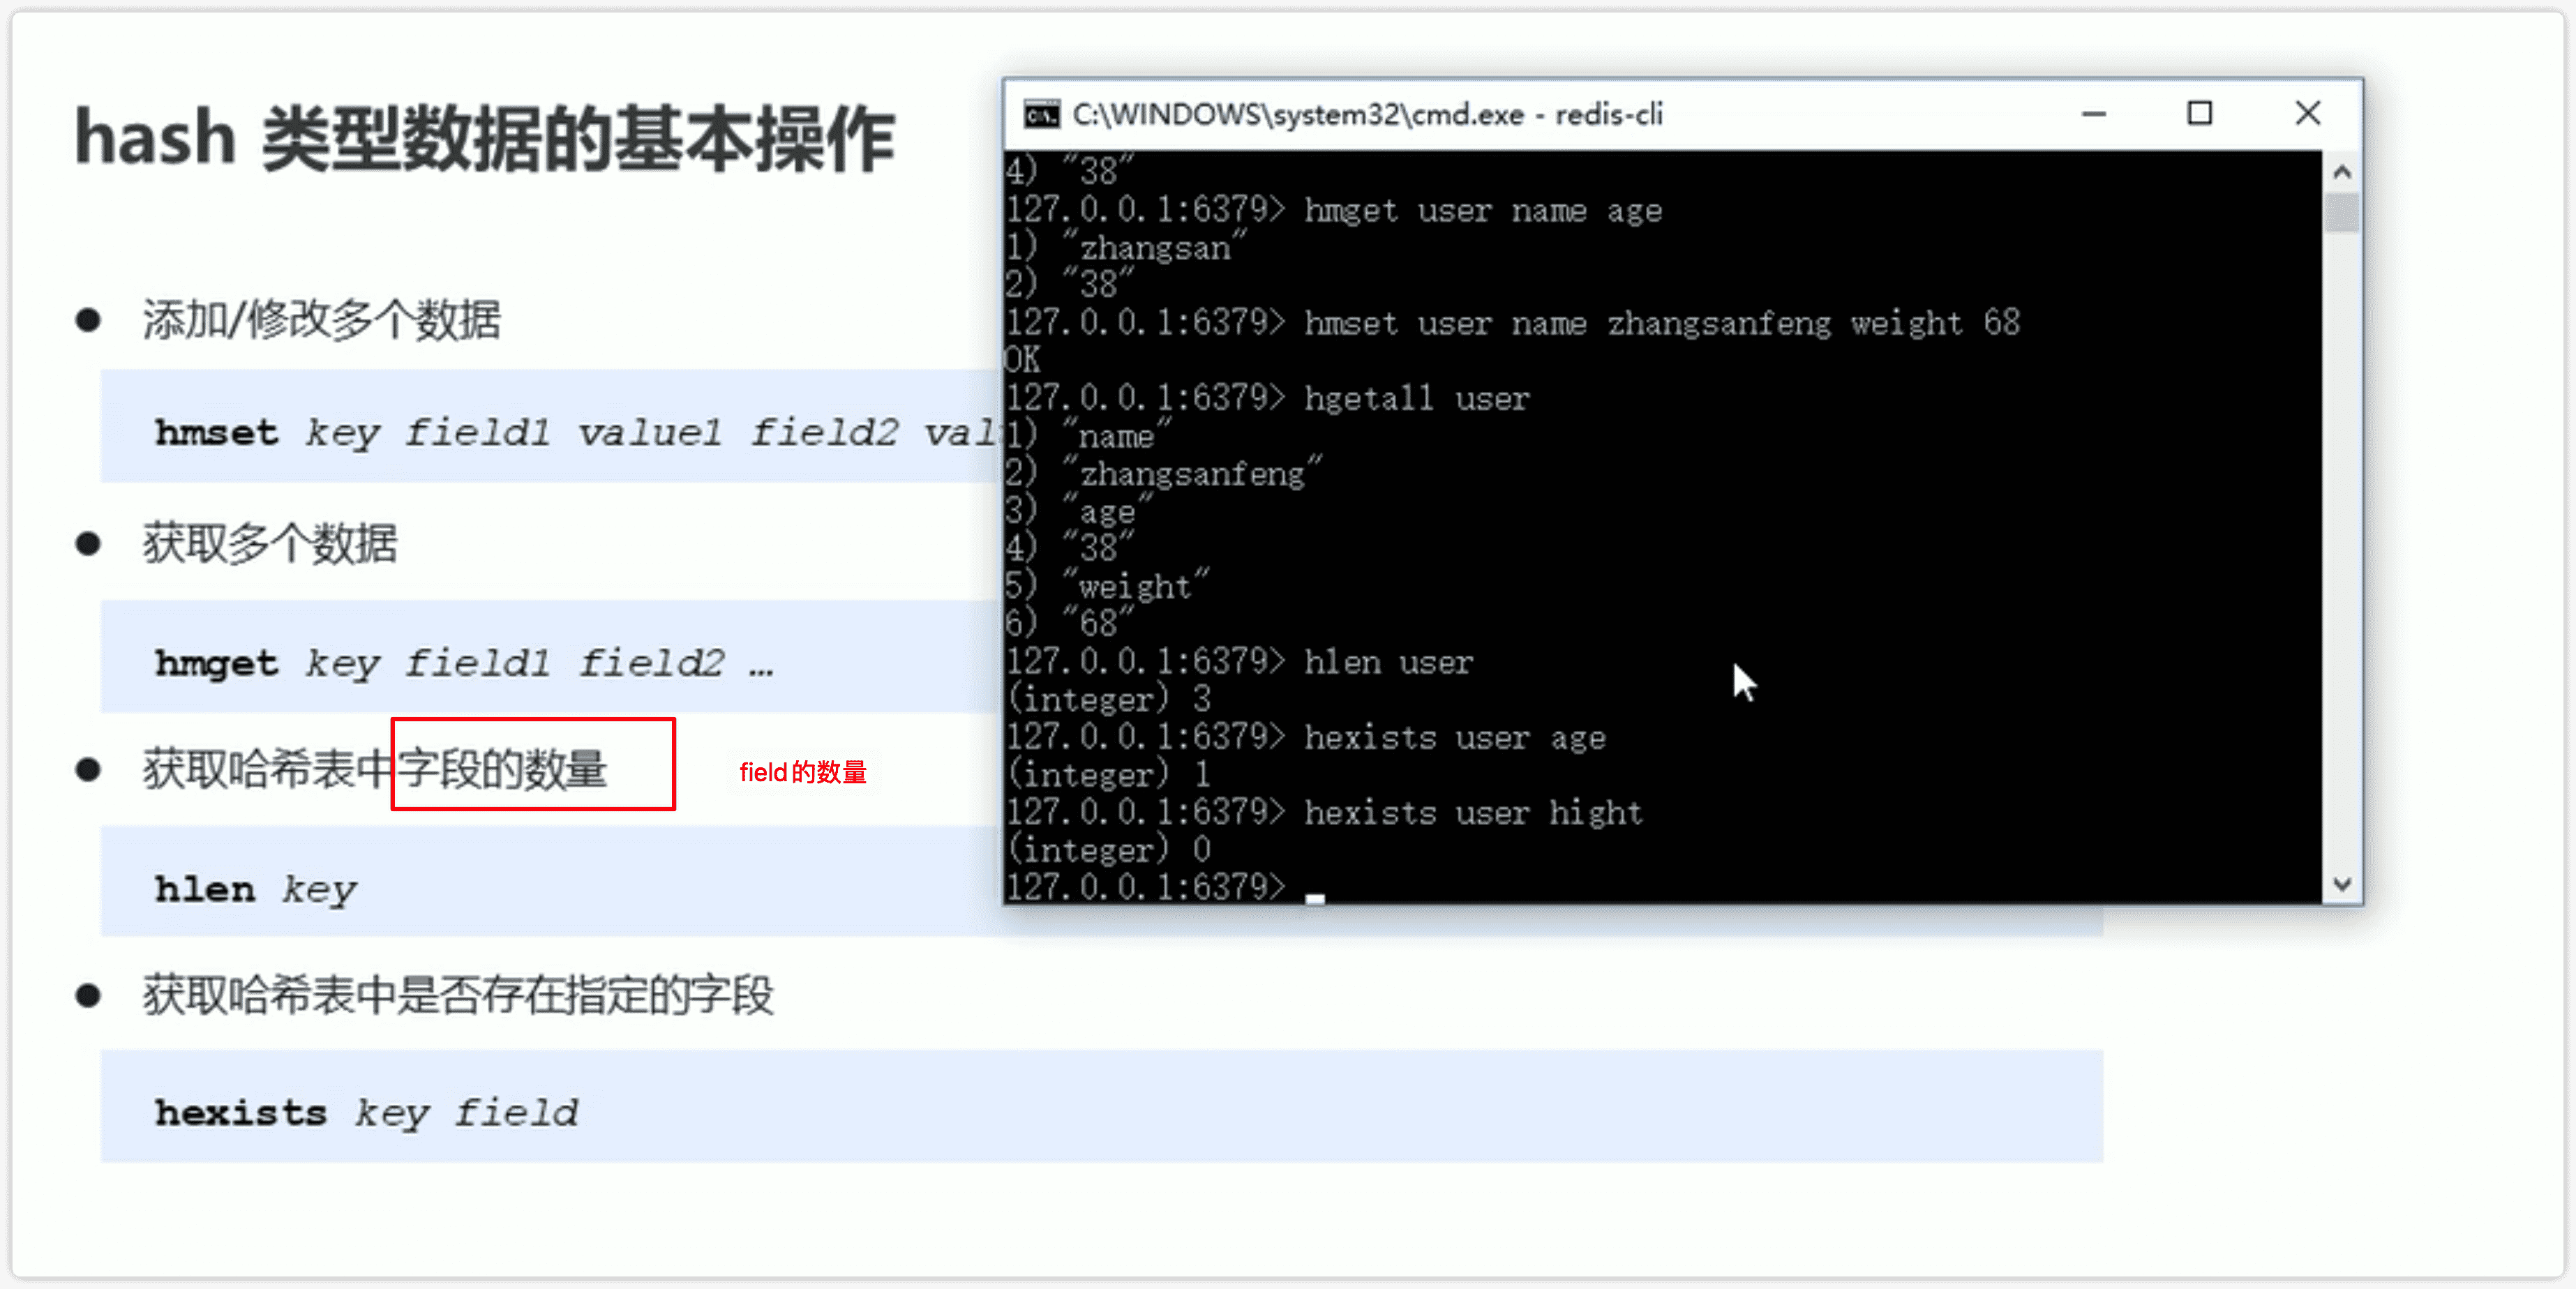 hash 类型数据的基本操作
● 添加/修改多个数据
hmset key field1 value1 field2 val
● 获取多个数据
hmget key field1 field2 …
● 获取哈希表中字段的数量
field的数量
hlen key
● 获取哈希表中是否存在指定的字段
hexists key field
C:\WINDOWS\system32\cmd.exe - redis-cli
4) "38"
127.0.0.1:6379> hmget user name age
1) "zhangsan"
2) "38"
127.0.0.1:6379> hmset user name zhangsanfeng weight 68
OK
127.0.0.1:6379> hgetall user
1) "name"
2) "zhangsanfeng"
3) "age"
4) "38"
5) "weight"
6) "68"
127.0.0.1:6379> hlen user
(integer) 3
127.0.0.1:6379> hexists user age
(integer) 1
127.0.0.1:6379> hexists user hight
(integer) 0
127.0.0.1:6379>